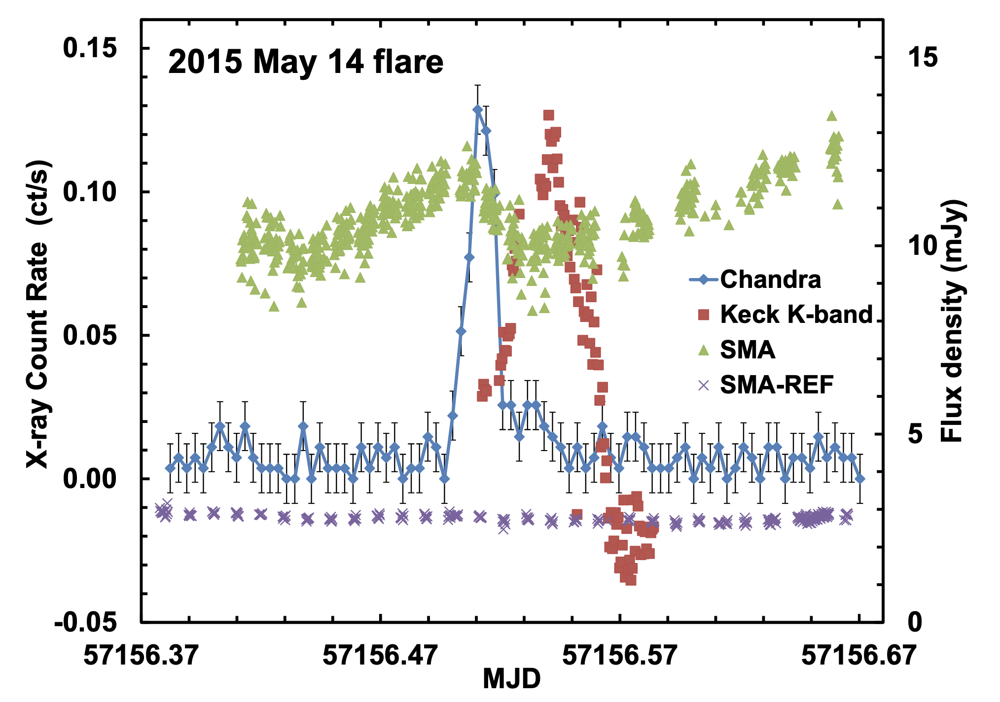 2015 May 14 flare
0.15
0.10
0.05
0.00
-0.05
X-ray Count Rate (ct/s)
15
10
5
0
Flux density (mJy)
Chandra
Keck K-band
SMA
SMA-REF
57156.37 57156.47 57156.57 57156.67
MJD